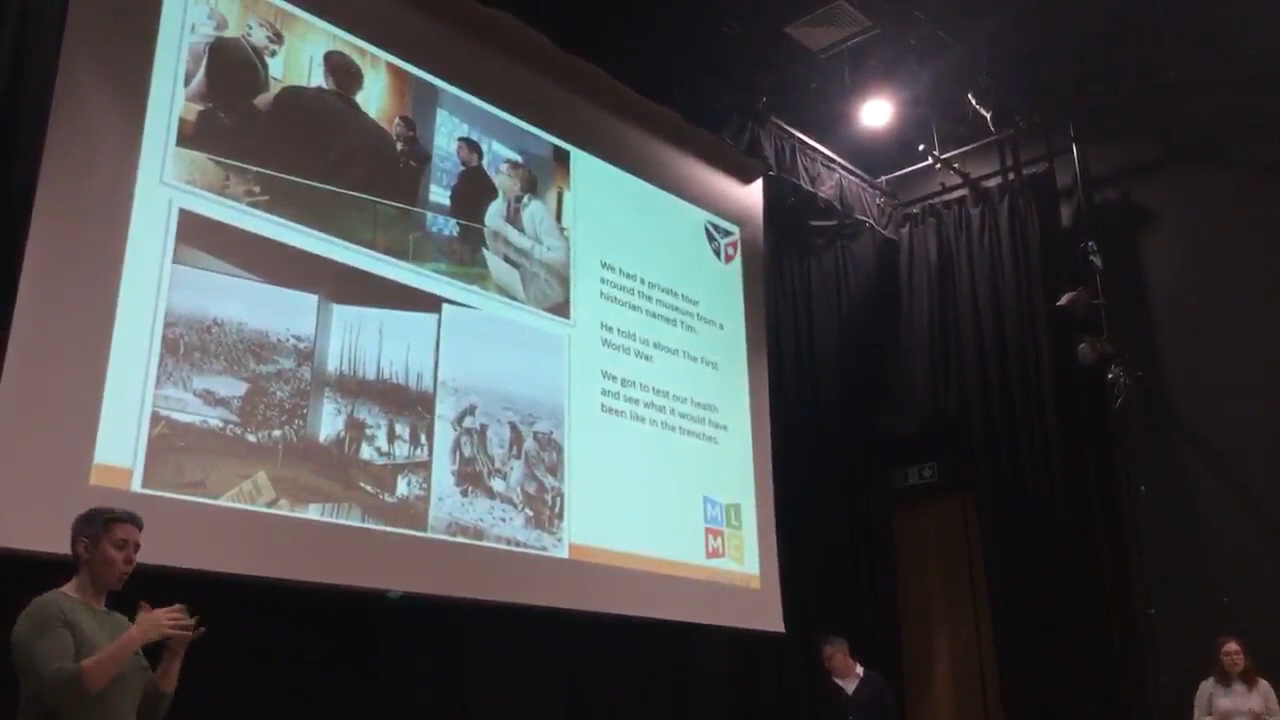 We had a private tour
around the museum from a
historian named Tim.
He told us about The First
World War.
We got to test our health
and see what it would have
been like in the trenches.
M L
M C